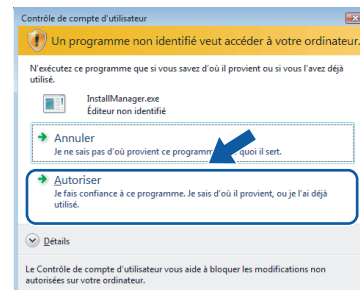 Contrôle de compte d'utilisateur
Un programme non identifié veut accéder à votre ordinateur.
N'exécutez ce programme que si vous savez d'où il provient ou si vous l'avez déjà
utilisé.
InstallManager.exe
Éditeur non identifié
Annuler
Je ne sais pas d'où provient ce programme quoi il sert.
Autoriser
Je fais confiance à ce programme. Je sais d'où il provient, ou je l'ai déjà
utilisé.
Détails
Le Contrôle de compte d'utilisateur vous aide à bloquer les modifications non
autorisées sur votre ordinateur.